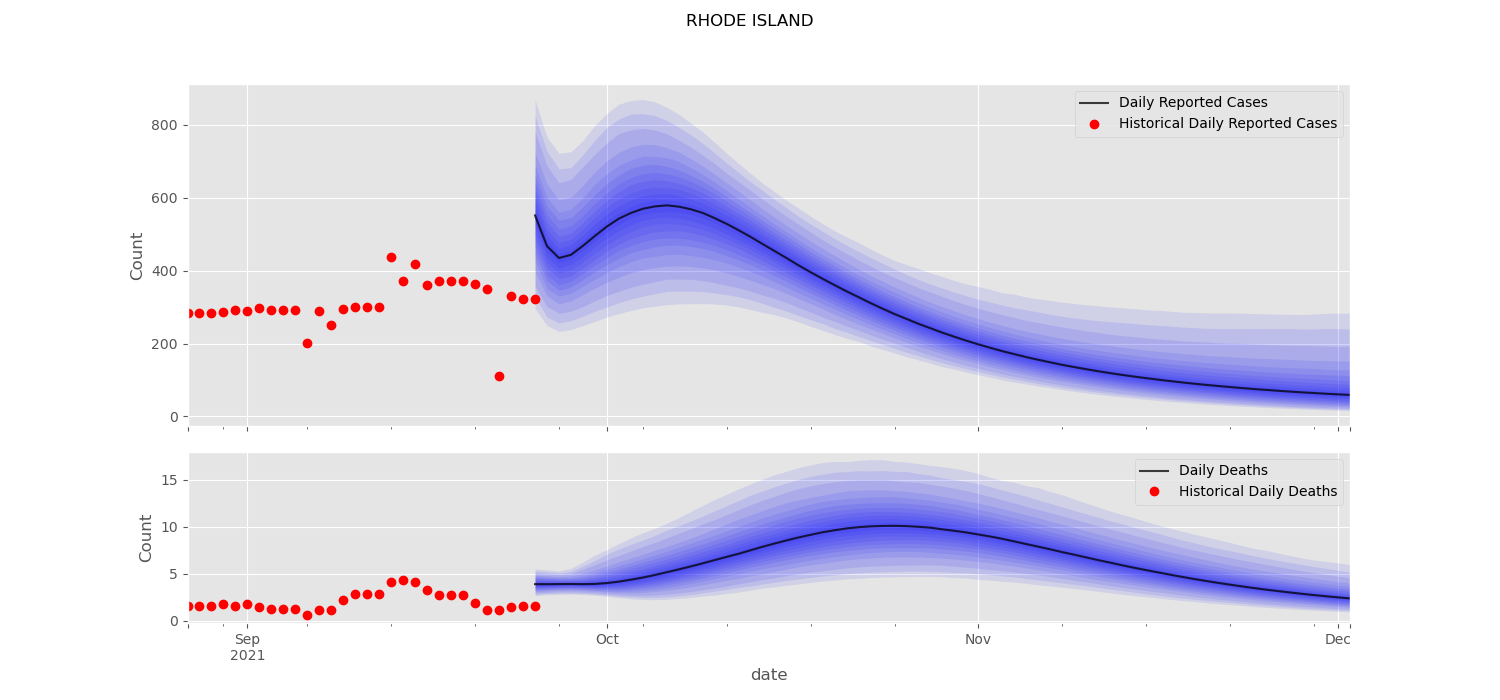 RHODE ISLAND
Daily Reported Cases
Historical Daily Reported Cases
Count
800
600
400
200
0
Daily Deaths
Historical Daily Deaths
Count
15
10
5
0
Sep
2021
Oct
Nov
Dec
date